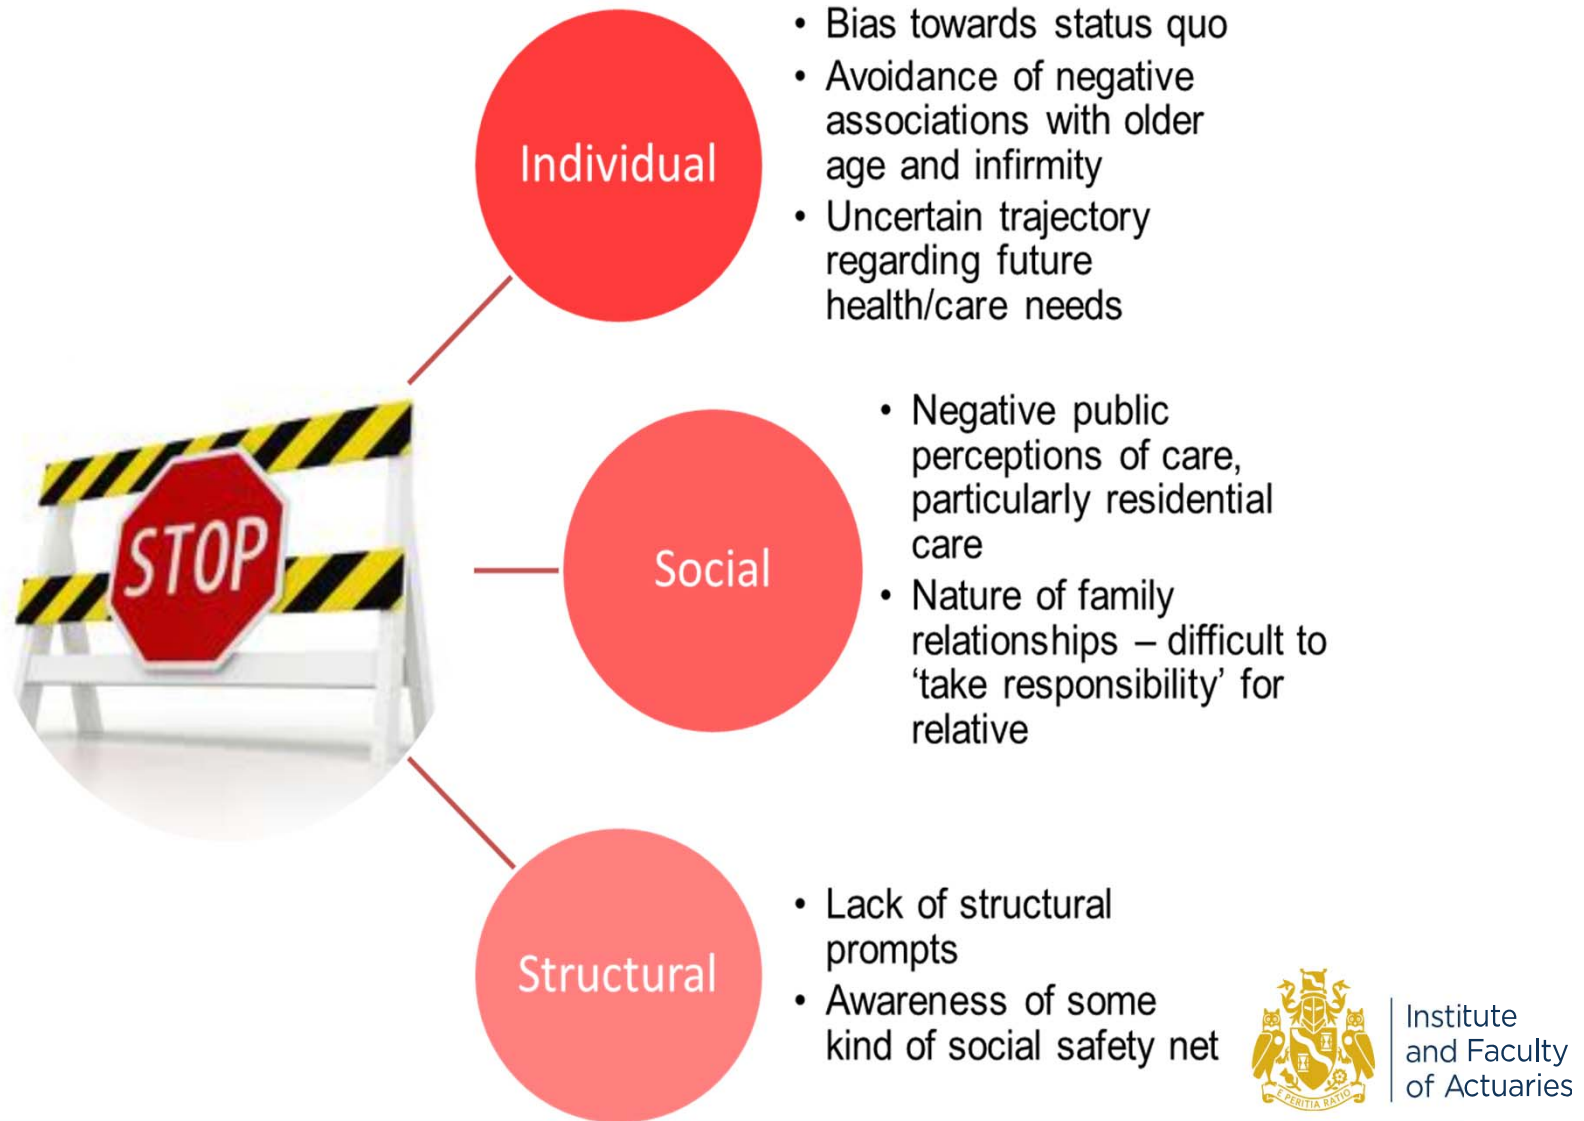 • Bias towards status quo
• Avoidance of negative
associations with older
age and infirmity
• Uncertain trajectory
regarding future
health/care needs
Individual
STOP
Social
• Negative public
perceptions of care,
particularly residential
care
• Nature of family
relationships – difficult to
‘take responsibility’ for
relative
Structural
• Lack of structural
prompts
• Awareness of some
kind of social safety net
E PERITIA RATIO
Institute
and Faculty
of Actuaries